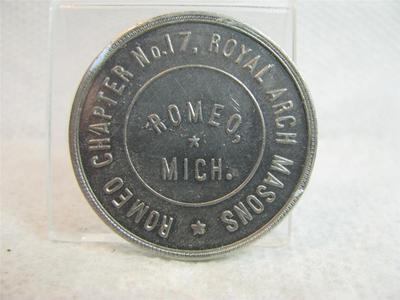 ROMEO CHAPTER No.17, ROYAL ARCH MASONS ★
ROMEO,
★
MICH.